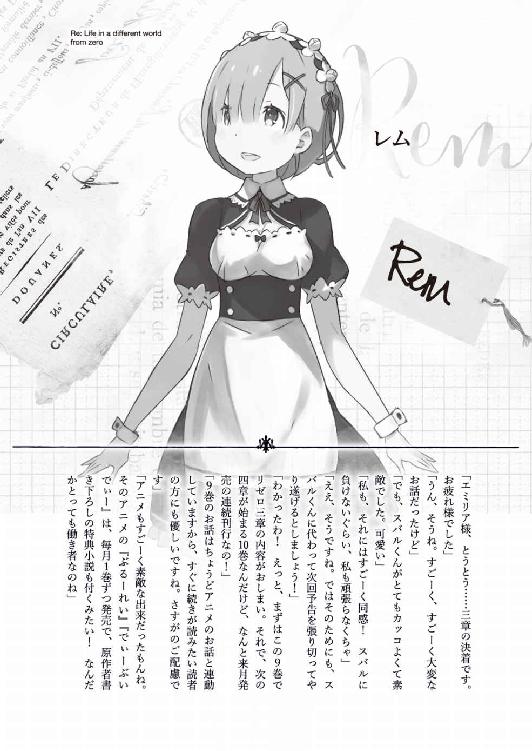 Re: Life in a different world
from zero
Rem
レム
Rem
CIRCULAIRE
DOUANES
「エミリア様、とうとう……三章の決着です。
お疲れ様でした」
「うん、そうね。すごーく、すごーく大変な
お話だったけど」
「でも、スバルくんがとてもカッコよくて素
敵でした。可愛い」
「私も、それにはすごーく同感! スバルに
負けないぐらい、私も頑張らなくちゃ」
「ええ、そうですね。ではそのためにも、ス
バルくんに代わって次回予告を張り切ってや
り遂げるとしましょう!」
「わかったわ! えっと、まずはこの9巻で
リゼロ三章の内容がおしまい。それで、次の
四章が始まる10巻なんだけど、なんと来月発
売の連続刊行なの!」
「9巻のお話はちょうどアニメのお話と連動
していますから、すぐに続きが読みたい読者
の方にも優しいですね。さすがのご配慮で
す」
「アニメもすごーく素敵な出来だったもんね。
そのアニメの『ぶるーれい』『でぃーぶい
でぃー』は、毎月1巻ずつ発売で、原作者書
き下ろしの特典小説も付くみたい! なんだ
かとっても働き者なのね」